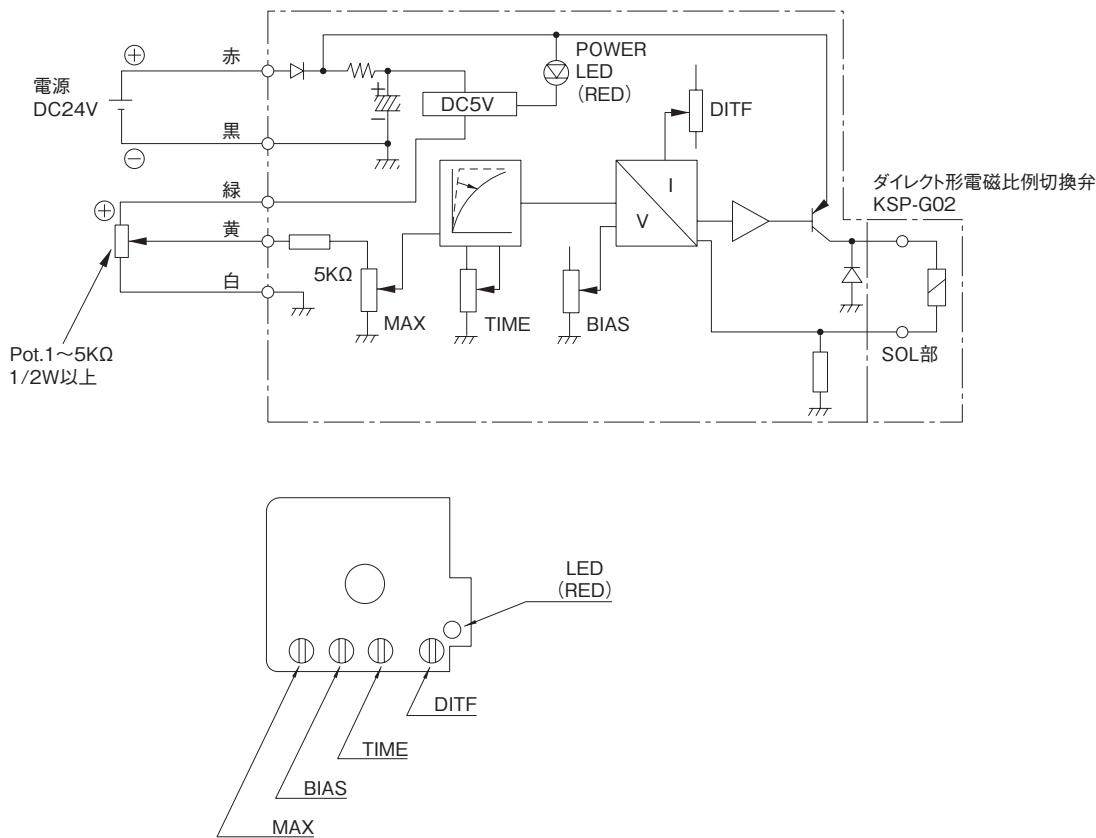 ⊕
赤
電源
DC24V
黒
⊖
+
−
DC5V
POWER
LED
(RED)
DITF
緑
⊕
黄
白
Pot.1〜5KΩ
1/2W以上
5KΩ
MAX
TIME
BIAS
I
V
ダイレクト形電磁比例切換弁
KSP-G02
SOL部
LED
(RED)
DITF
TIME
BIAS
MAX